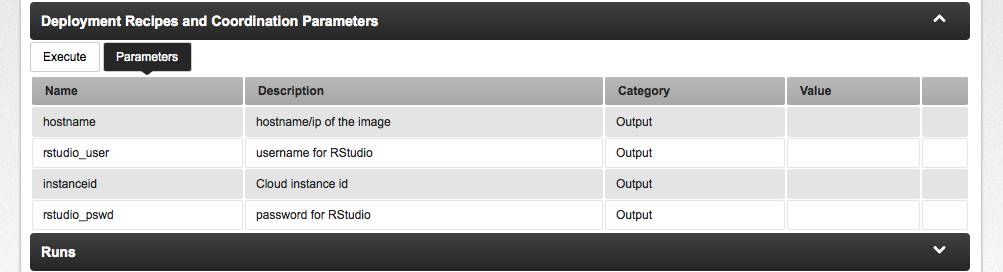 Deployment Recipes and Coordination Parameters
Execute Parameters
Name Description Category Value
hostname hostname/ip of the image Output
rstudio_user username for RStudio Output
instanceid Cloud instance id Output
rstudio_pswd password for RStudio Output
Runs